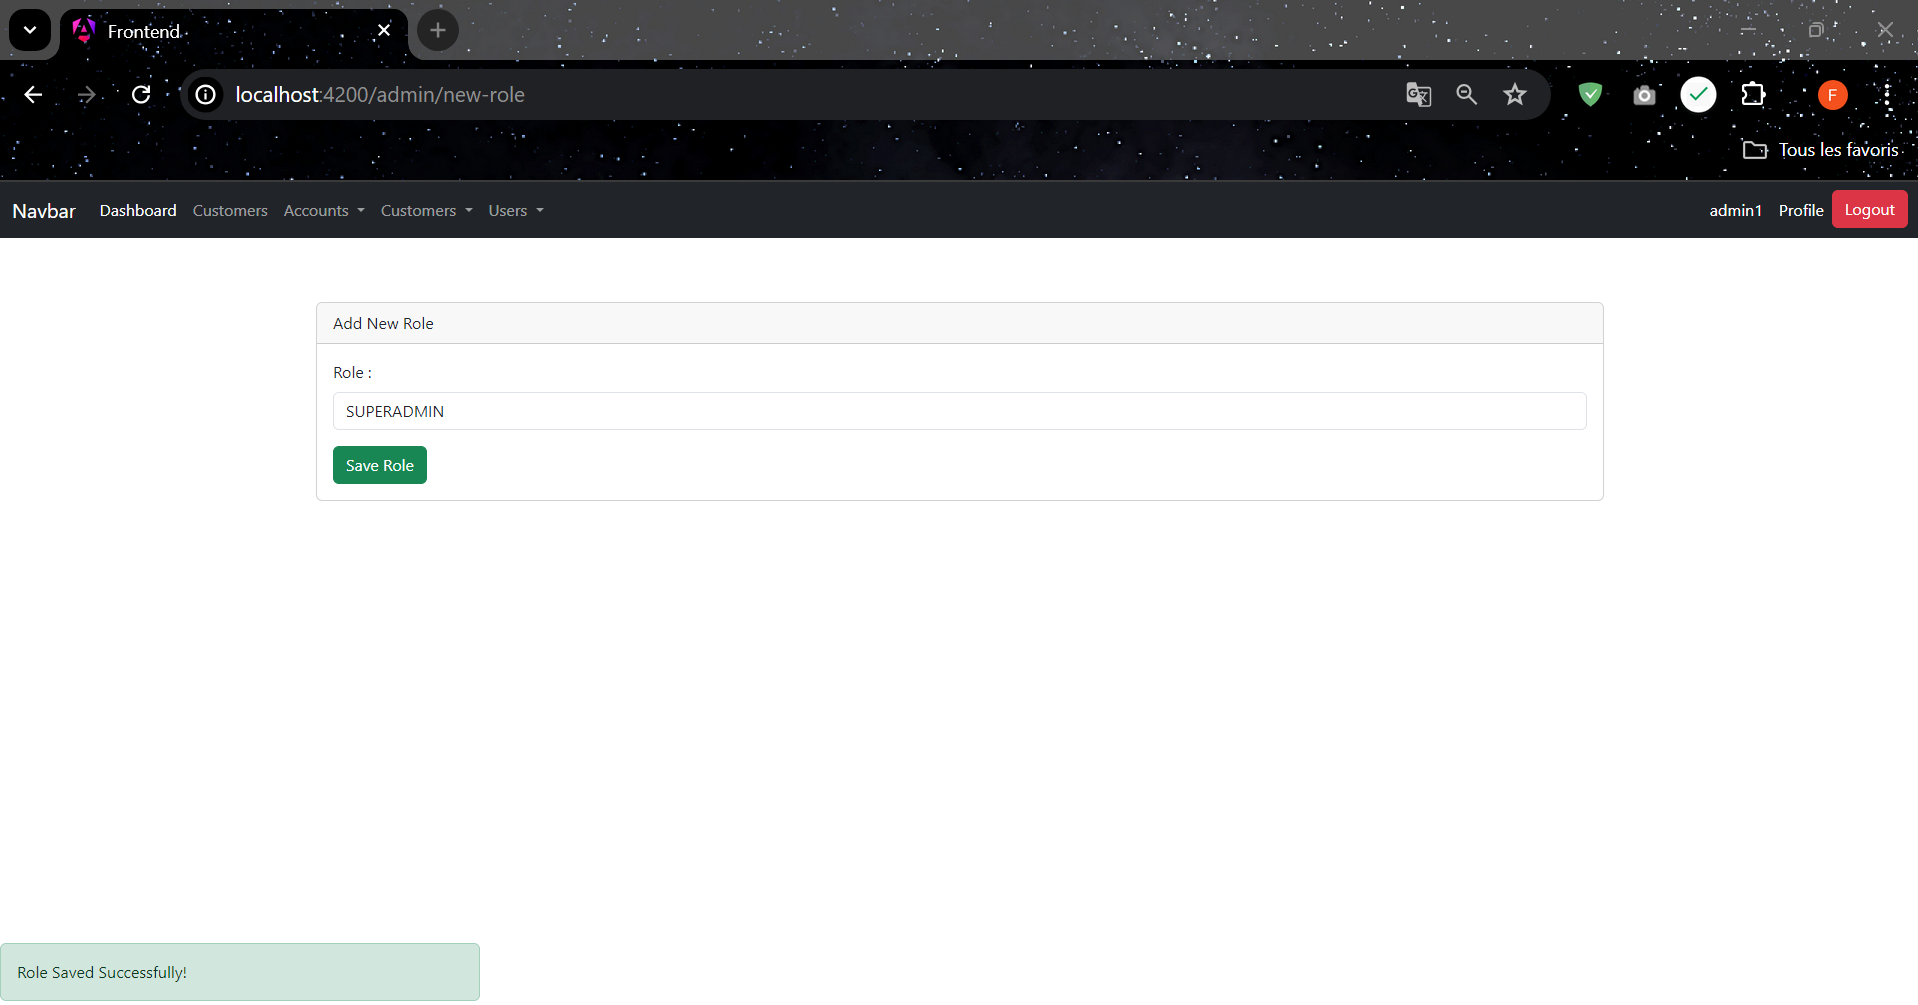 Frontend
localhost:4200/admin/new-role
F
Tous les favoris
Navbar Dashboard Customers Accounts Customers Users admin1 Profile Logout
Add New Role
Role :
SUPERADMIN
Save Role
Role Saved Successfully!